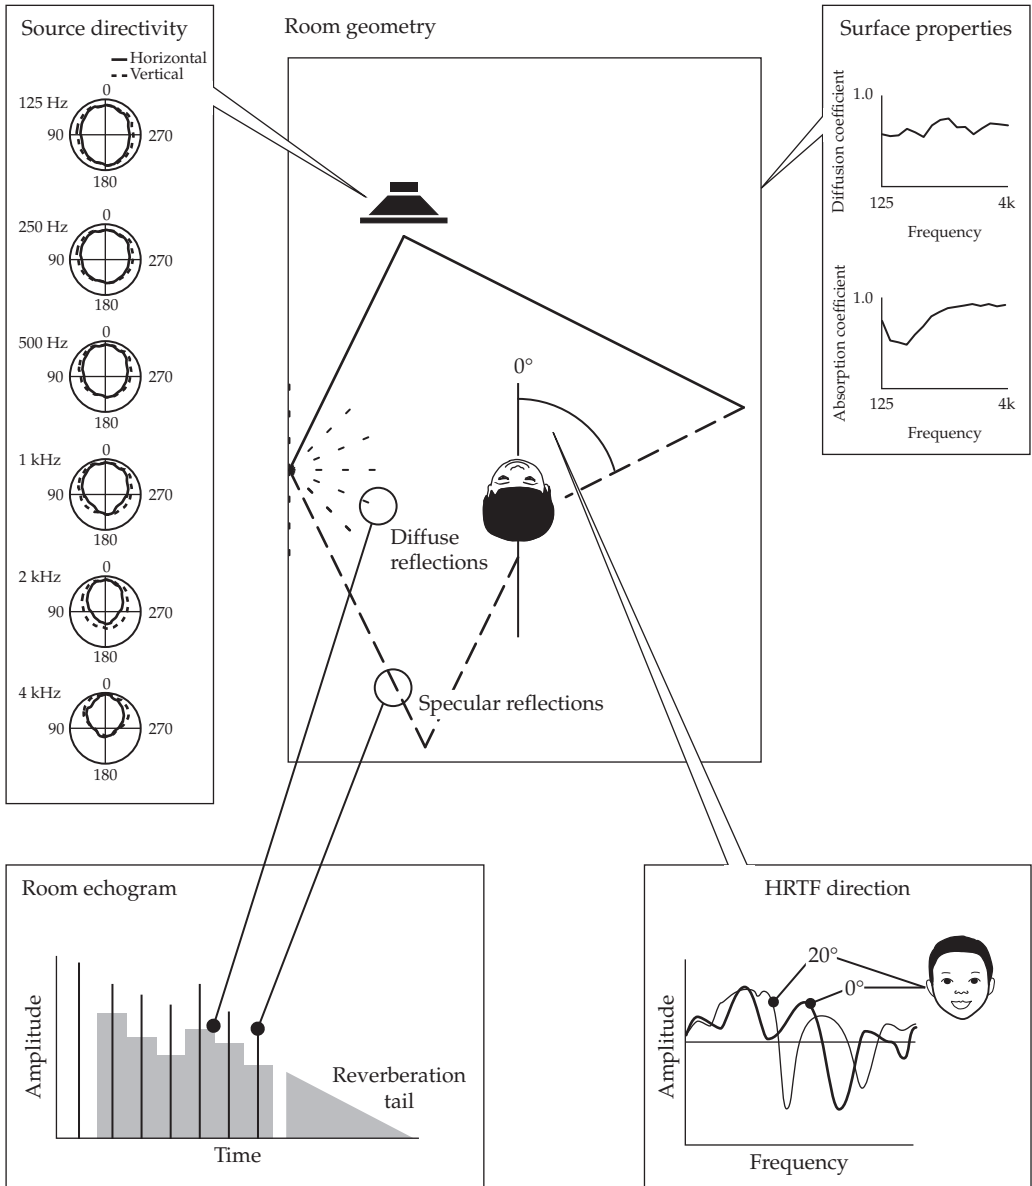 Source directivity
Horizontal
Vertical
125 Hz
0
90
270
180
250 Hz
0
90
270
180
500 Hz
0
90
270
180
1 kHz
0
90
270
180
2 kHz
0
90
270
180
4 kHz
0
90
270
180
Room geometry
0°
Diffuse
reflections
Specular reflections
Surface properties
Diffusion coefficient
1.0
125
4k
Frequency
Absorption coefficient
1.0
125
4k
Frequency
Room echogram
Amplitude
Reverberation
tail
Time
HRTF direction
20°
0°
Amplitude
Frequency